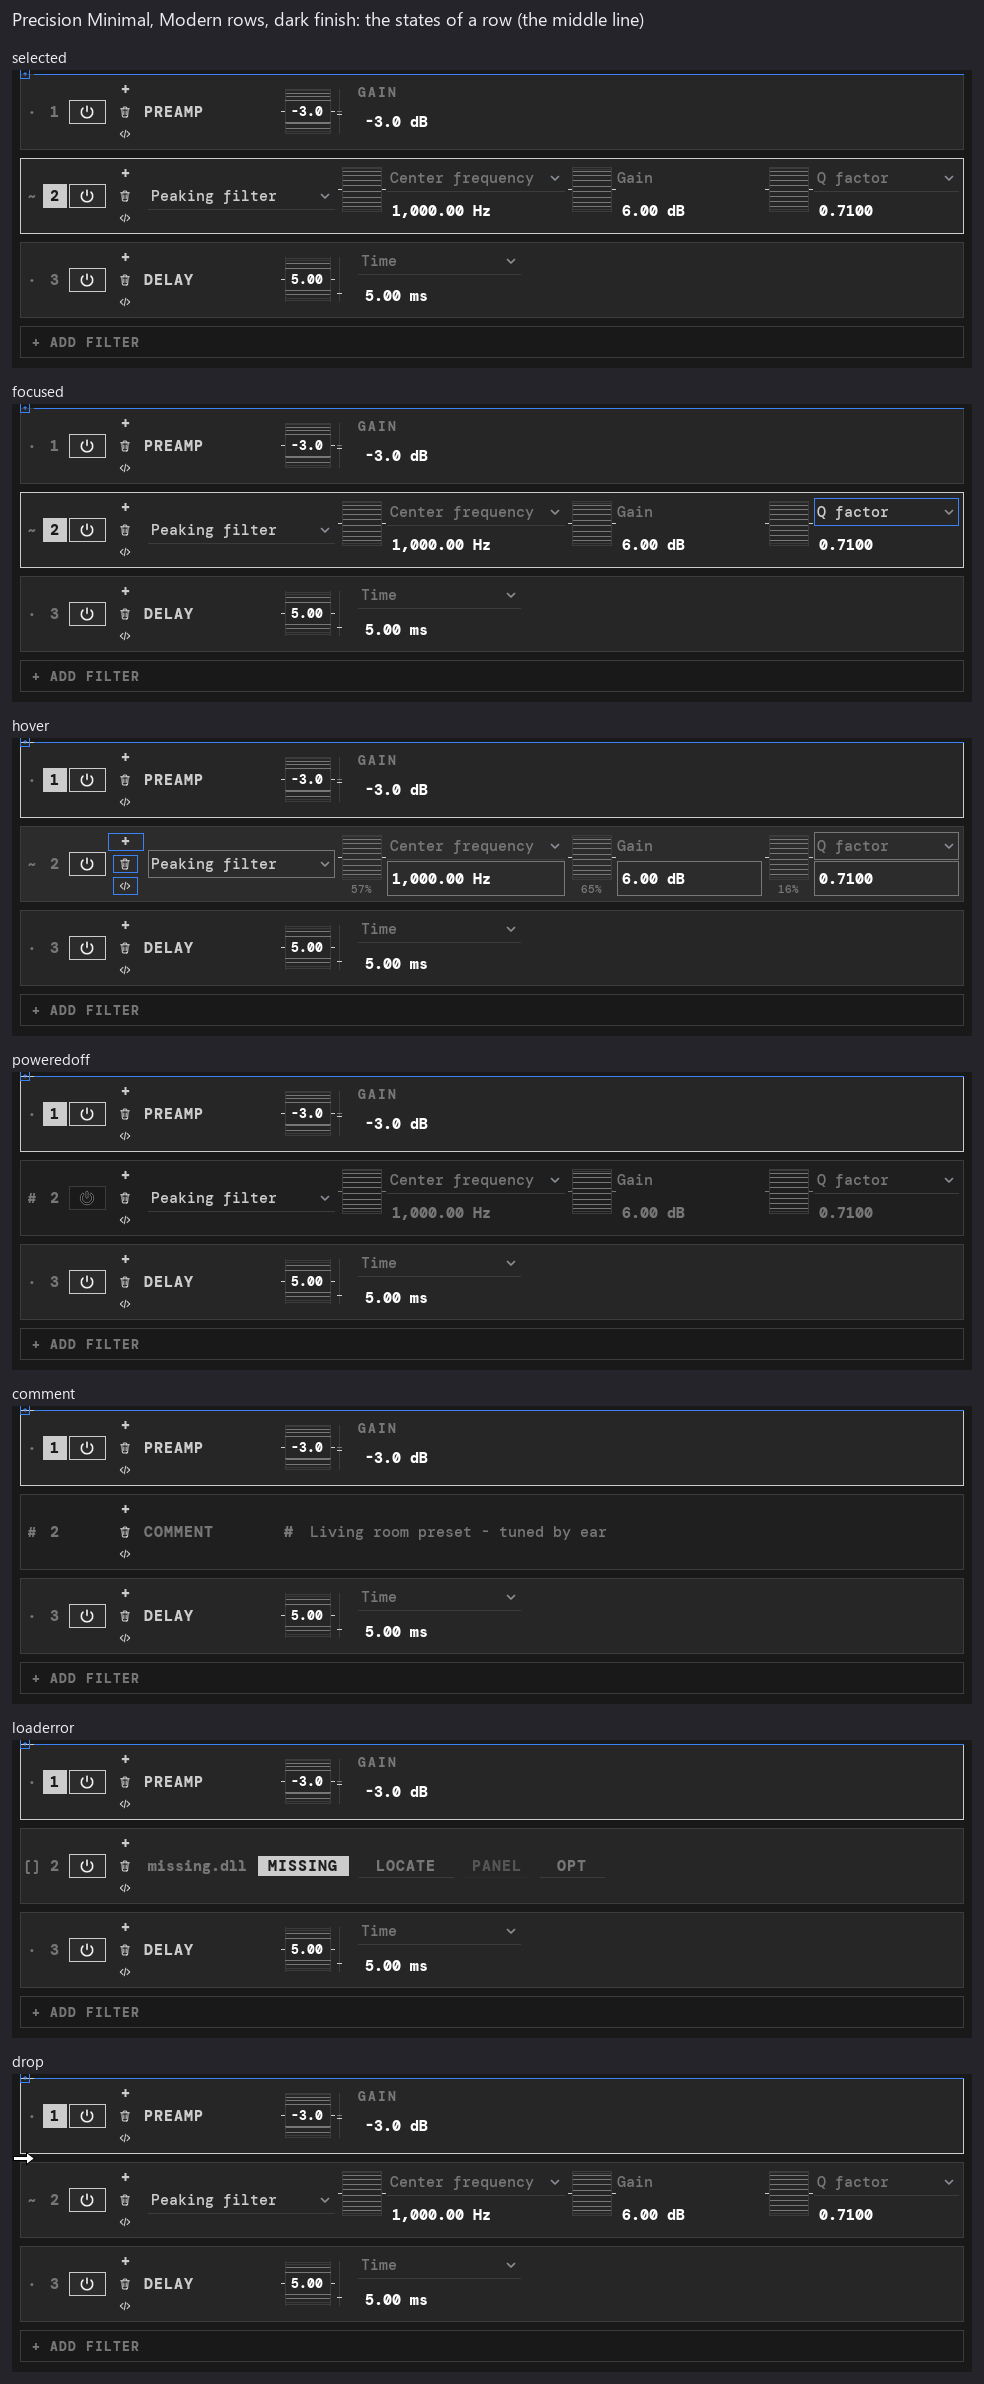 Precision Minimal, Modern rows, dark finish: the states of a row (the middle line)
selected
+
· 1 PREAMP -3.0 GAIN
-3.0 dB
</>
+
~ 2 Peaking filter Center frequency Gain Q factor
1,000.00 Hz 6.00 dB 0.7100
</>
+
· 3 DELAY 5.00 Time
5.00 ms
</>
+ ADD FILTER
focused
+
· 1 PREAMP -3.0 GAIN
-3.0 dB
</>
+
~ 2 Peaking filter Center frequency Gain Q factor
1,000.00 Hz 6.00 dB 0.7100
</>
+
· 3 DELAY 5.00 Time
5.00 ms
</>
+ ADD FILTER
hover
+
· 1 PREAMP -3.0 GAIN
-3.0 dB
</>
+
~ 2 Peaking filter Center frequency Gain Q factor
57% 1,000.00 Hz 65% 6.00 dB 16% 0.7100
</>
+
· 3 DELAY 5.00 Time
5.00 ms
</>
+ ADD FILTER
poweredoff
+
· 1 PREAMP -3.0 GAIN
-3.0 dB
</>
+
# 2 Peaking filter Center frequency Gain Q factor
1,000.00 Hz 6.00 dB 0.7100
</>
+
· 3 DELAY 5.00 Time
5.00 ms
</>
+ ADD FILTER
comment
+
· 1 PREAMP -3.0 GAIN
-3.0 dB
</>
+
# 2 COMMENT # Living room preset - tuned by ear
</>
+
· 3 DELAY 5.00 Time
5.00 ms
</>
+ ADD FILTER
loaderror
+
· 1 PREAMP -3.0 GAIN
-3.0 dB
</>
+
[] 2 missing.dll MISSING LOCATE PANEL OPT
</>
+
· 3 DELAY 5.00 Time
5.00 ms
</>
+ ADD FILTER
drop
+
· 1 PREAMP -3.0 GAIN
-3.0 dB
</>
+
~ 2 Peaking filter Center frequency Gain Q factor
1,000.00 Hz 6.00 dB 0.7100
</>
+
· 3 DELAY 5.00 Time
5.00 ms
</>
+ ADD FILTER